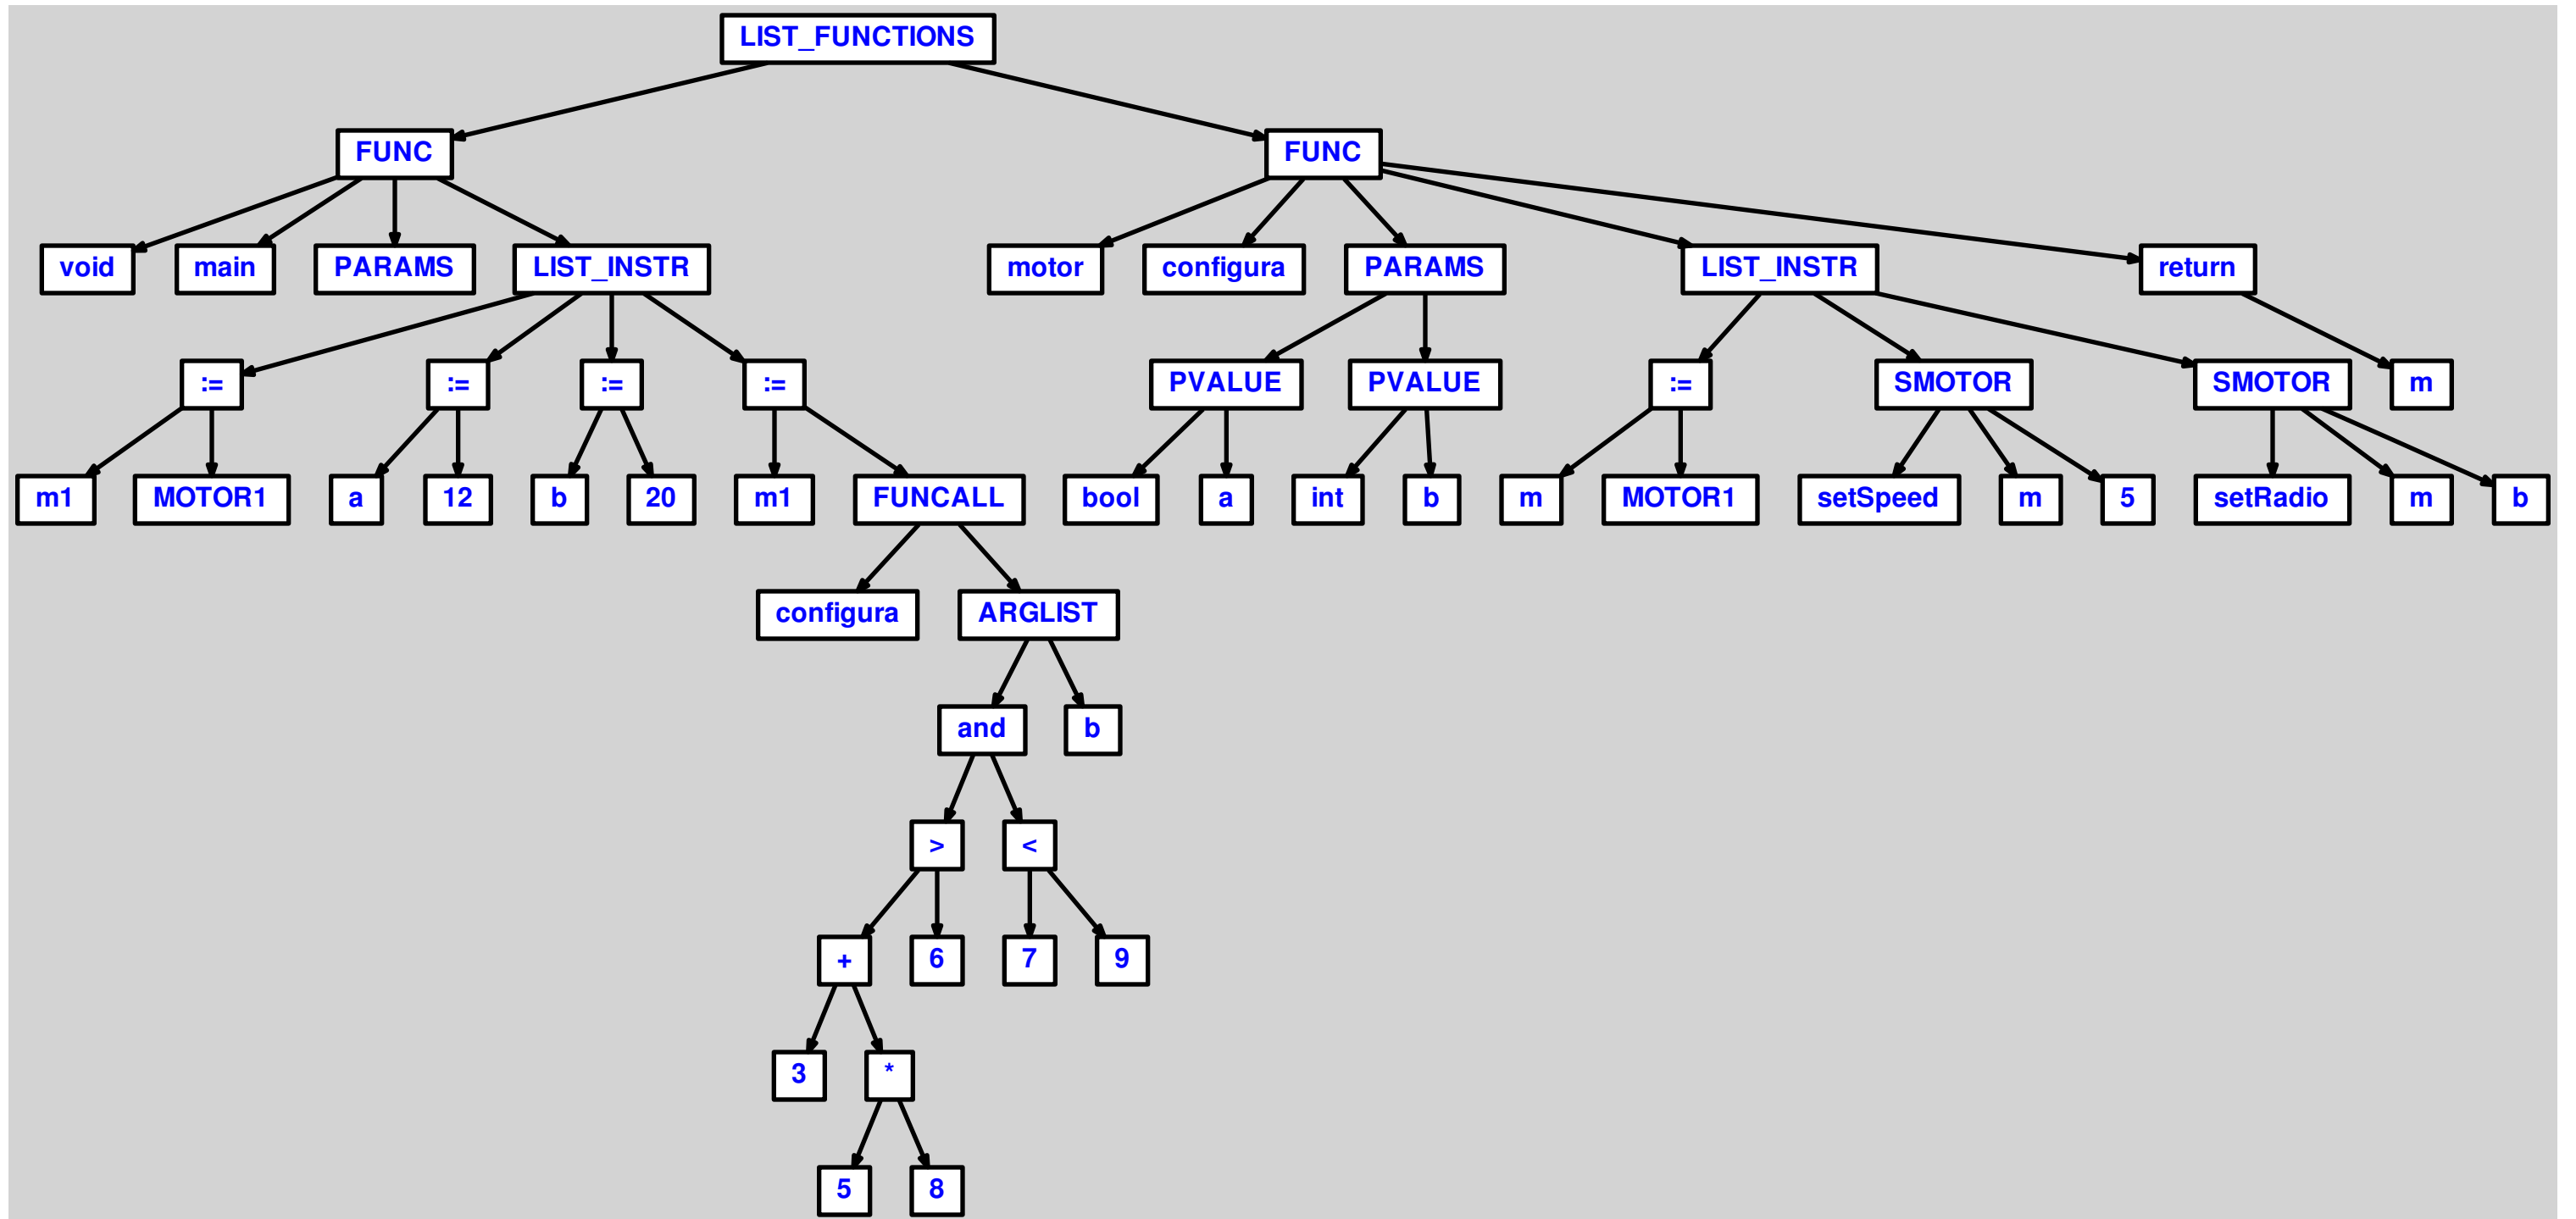 LIST_FUNCTIONS
FUNC FUNC
void main PARAMS LIST_INSTR motor configura PARAMS LIST_INSTR return
:= := := := PVALUE PVALUE := SMOTOR SMOTOR m
m1 MOTOR1 a 12 b 20 m1 FUNCALL bool a int b m MOTOR1 setSpeed m 5 setRadio m b
configura ARGLIST
and b
> <
+ 6 7 9
3 *
5 8